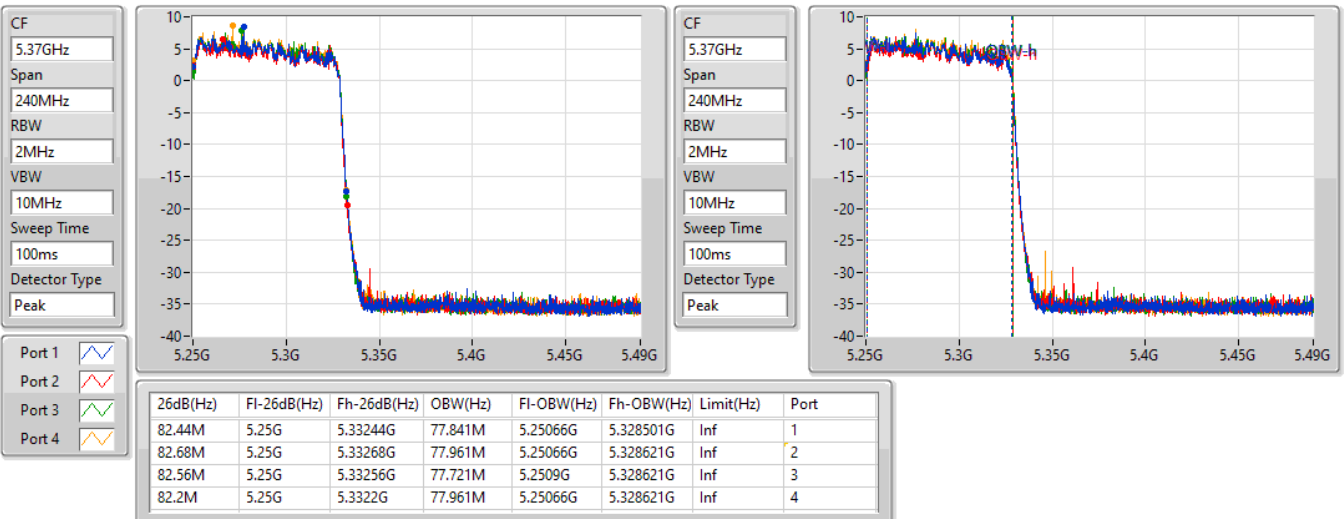 CF
5.37GHz
Span
240MHz
RBW
2MHz
VBW
10MHz
Sweep Time
100ms
Detector Type
Peak
10
5
0
-5
-10
-15
-20
-25
-30
-35
-40
5.25G 5.3G 5.35G 5.4G 5.45G 5.49G
CF
5.37GHz
Span
240MHz
RBW
2MHz
VBW
10MHz
Sweep Time
100ms
Detector Type
Peak
10
5
0
-5
-10
-15
-20
-25
-30
-35
-40
OBW-h
5.25G 5.3G 5.35G 5.4G 5.45G 5.49G
Port 1
Port 2
Port 3
Port 4
26dB(Hz) Fl-26dB(Hz) Fh-26dB(Hz) OBW(Hz) Fl-OBW(Hz) Fh-OBW(Hz) Limit(Hz) Port
82.44M 5.25G 5.33244G 77.841M 5.25066G 5.328501G Inf 1
82.68M 5.25G 5.33268G 77.961M 5.25066G 5.328621G Inf 2
82.56M 5.25G 5.33256G 77.721M 5.2509G 5.328621G Inf 3
82.2M 5.25G 5.3322G 77.961M 5.25066G 5.328621G Inf 4